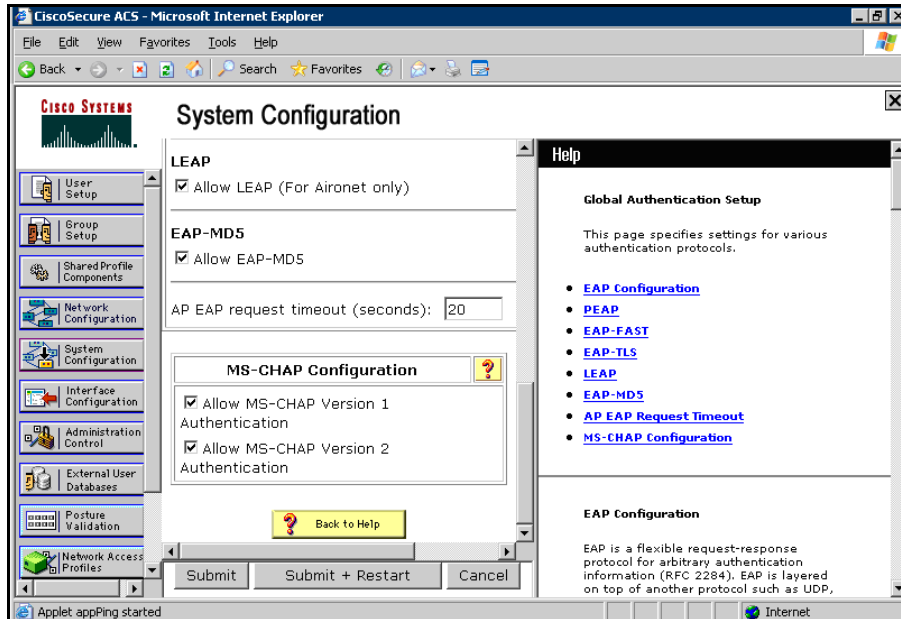 CiscoSecure ACS - Microsoft Internet Explorer
File Edit View Favorites Tools Help
Back Search Favorites
CISCO SYSTEMS
System Configuration
User
Setup
Group
Setup
Shared Profile
Components
Network
Configuration
System
Configuration
Interface
Configuration
Administration
Control
External User
Databases
Posture
Validation
Network Access
Profiles
LEAP
Allow LEAP (For Aironet only)
EAP-MD5
Allow EAP-MD5
AP EAP request timeout (seconds): 20
MS-CHAP Configuration ?
Allow MS-CHAP Version 1
Authentication
Allow MS-CHAP Version 2
Authentication
? Back to Help
Submit Submit + Restart Cancel
Help
Global Authentication Setup
This page specifies settings for various
authentication protocols.
EAP Configuration
PEAP
EAP-FAST
EAP-TLS
LEAP
EAP-MD5
AP EAP Request Timeout
MS-CHAP Configuration
EAP Configuration
EAP is a flexible request-response
protocol for arbitrary authentication
information (RFC 2284). EAP is layered
on top of another protocol such as UDP,
Applet appPing started Internet